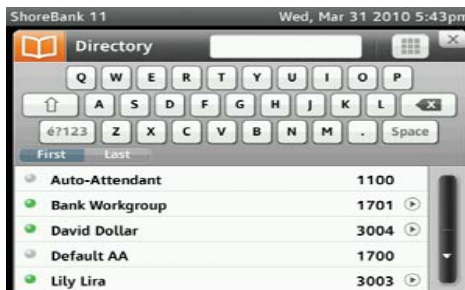 ShoreBank 11 Wed, Mar 31 2010 5:43pm
Directory
Q W E R T Y U I O P
A S D F G H J K L
é?123 Z X C V B N M . Space
First Last
Auto-Attendant 1100
Bank Workgroup 1701
David Dollar 3004
Default AA 1700
Lily Lira 3003